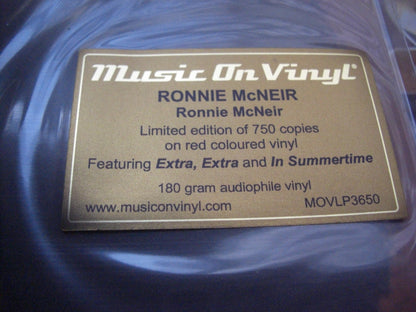 Music On Vinyl®
RONNIE McNEIR
Ronnie McNeir
Limited edition of 750 copies
on red coloured vinyl
Featuring Extra, Extra and In Summertime
180 gram audiophile vinyl
www.musiconvinyl.com MOVLP3650